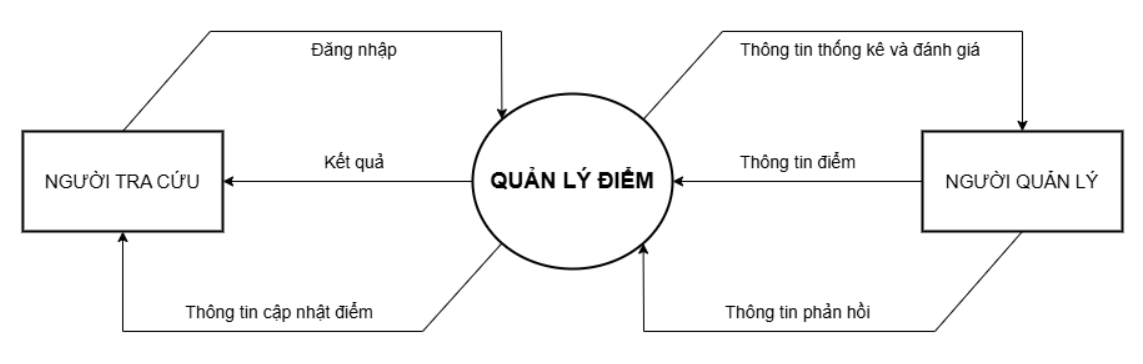 Đăng nhập
Thông tin thống kê và đánh giá
NGƯỜI TRA CỨU
Kết quả
QUẢN LÝ ĐIỂM
Thông tin điểm
NGƯỜI QUẢN LÝ
Thông tin cập nhật điểm
Thông tin phản hồi